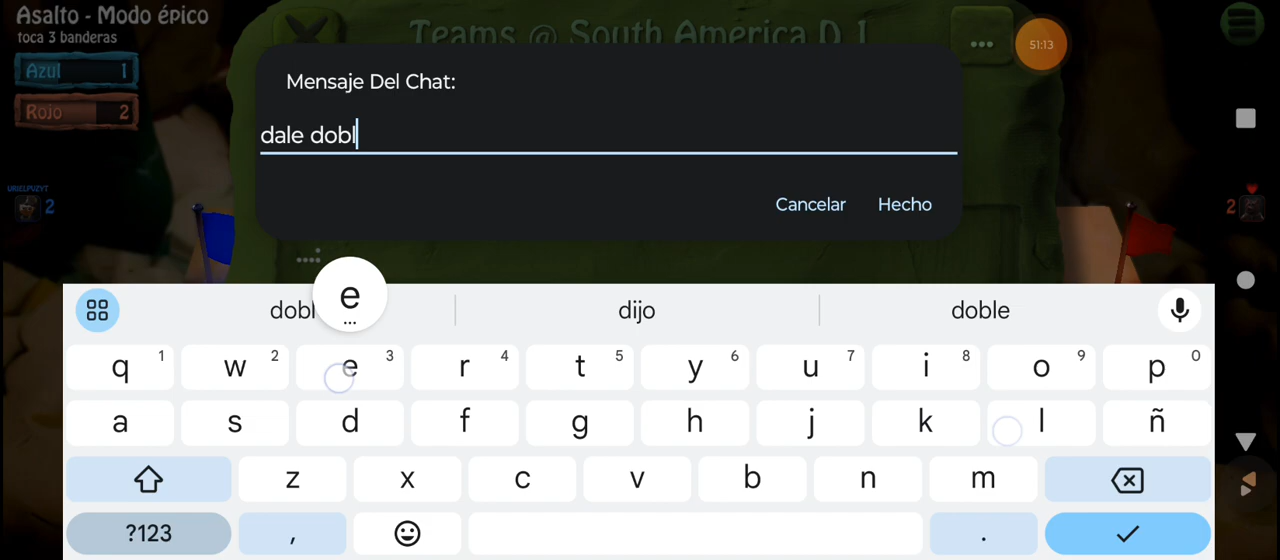 Asalto - Modo épico
toca 3 banderas
Teams @ South America D 1
51:13
Azul 1
Rojo 2
Mensaje Del Chat:
dale dobl
Cancelar Hecho
URIELPUZYT
2
2
dobl dijo doble
e
q 1 w 2 e 3 r 4 t 5 y 6 u 7 i 8 o 9 p 0
a s d f g h j k l ñ
z x c v b n m
?123 , .